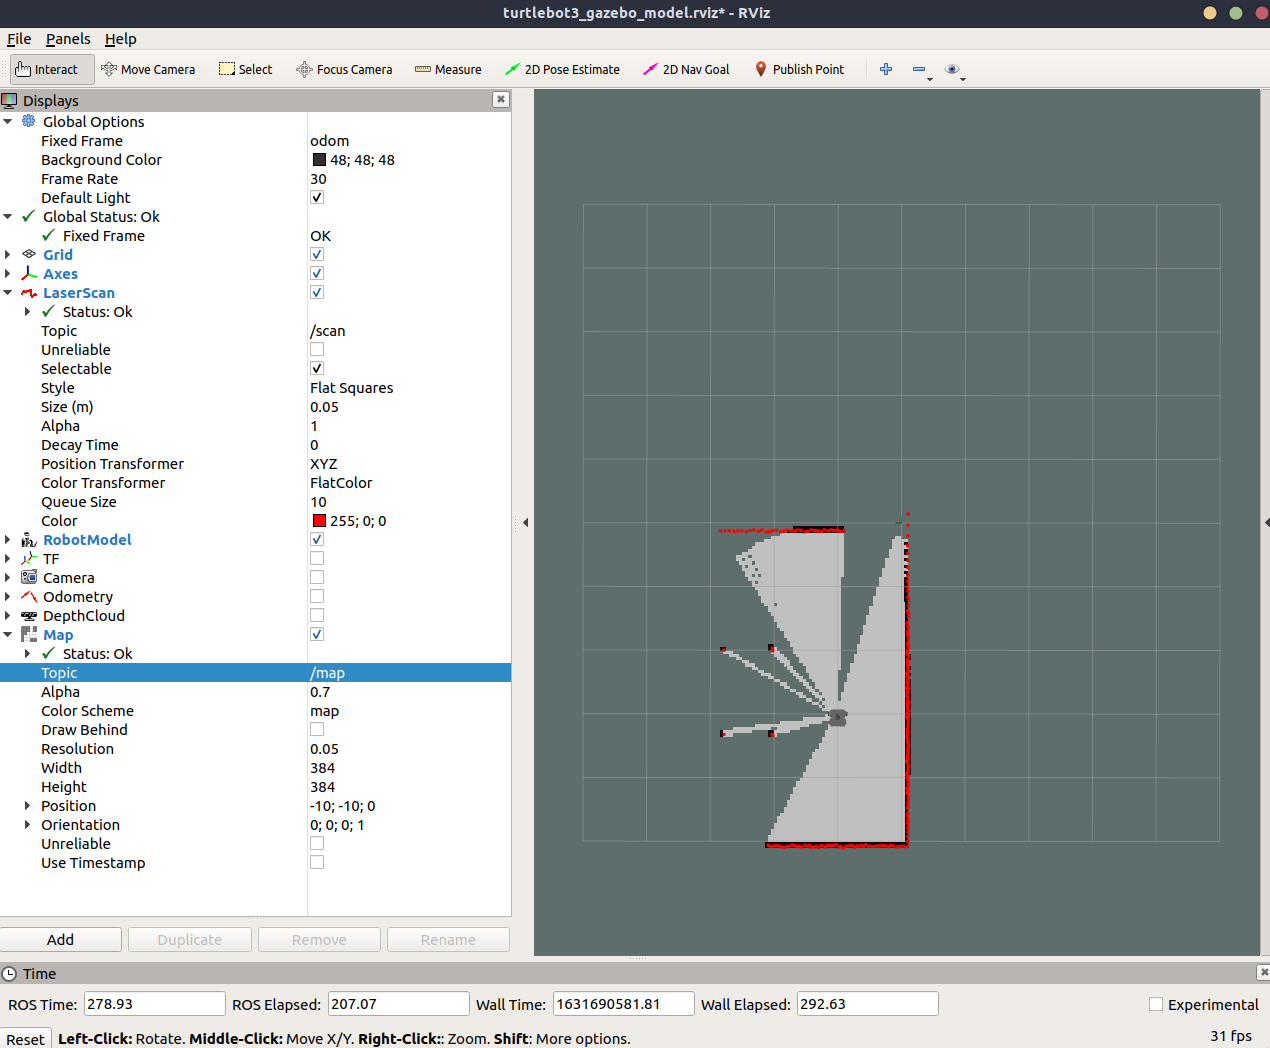 turtlebot3_gazebo_model.rviz* - RViz
File Panels Help
Interact Move Camera Select Focus Camera Measure 2D Pose Estimate 2D Nav Goal Publish Point
Displays
Global Options
Fixed Frame odom
Background Color 48; 48; 48
Frame Rate 30
Default Light
Global Status: Ok
Fixed Frame OK
Grid
Axes
LaserScan
Status: Ok
Topic /scan
Unreliable
Selectable
Style Flat Squares
Size (m) 0.05
Alpha 1
Decay Time 0
Position Transformer XYZ
Color Transformer FlatColor
Queue Size 10
Color 255; 0; 0
RobotModel
TF
Camera
Odometry
DepthCloud
Map
Status: Ok
Topic /map
Alpha 0.7
Color Scheme map
Draw Behind
Resolution 0.05
Width 384
Height 384
Position -10; -10; 0
Orientation 0; 0; 0; 1
Unreliable
Use Timestamp
Add Duplicate Remove Rename
Time
ROS Time: 278.93 ROS Elapsed: 207.07 Wall Time: 1631690581.81 Wall Elapsed: 292.63 Experimental
Reset Left-Click: Rotate. Middle-Click: Move X/Y. Right-Click:: Zoom. Shift: More options. 31 fps